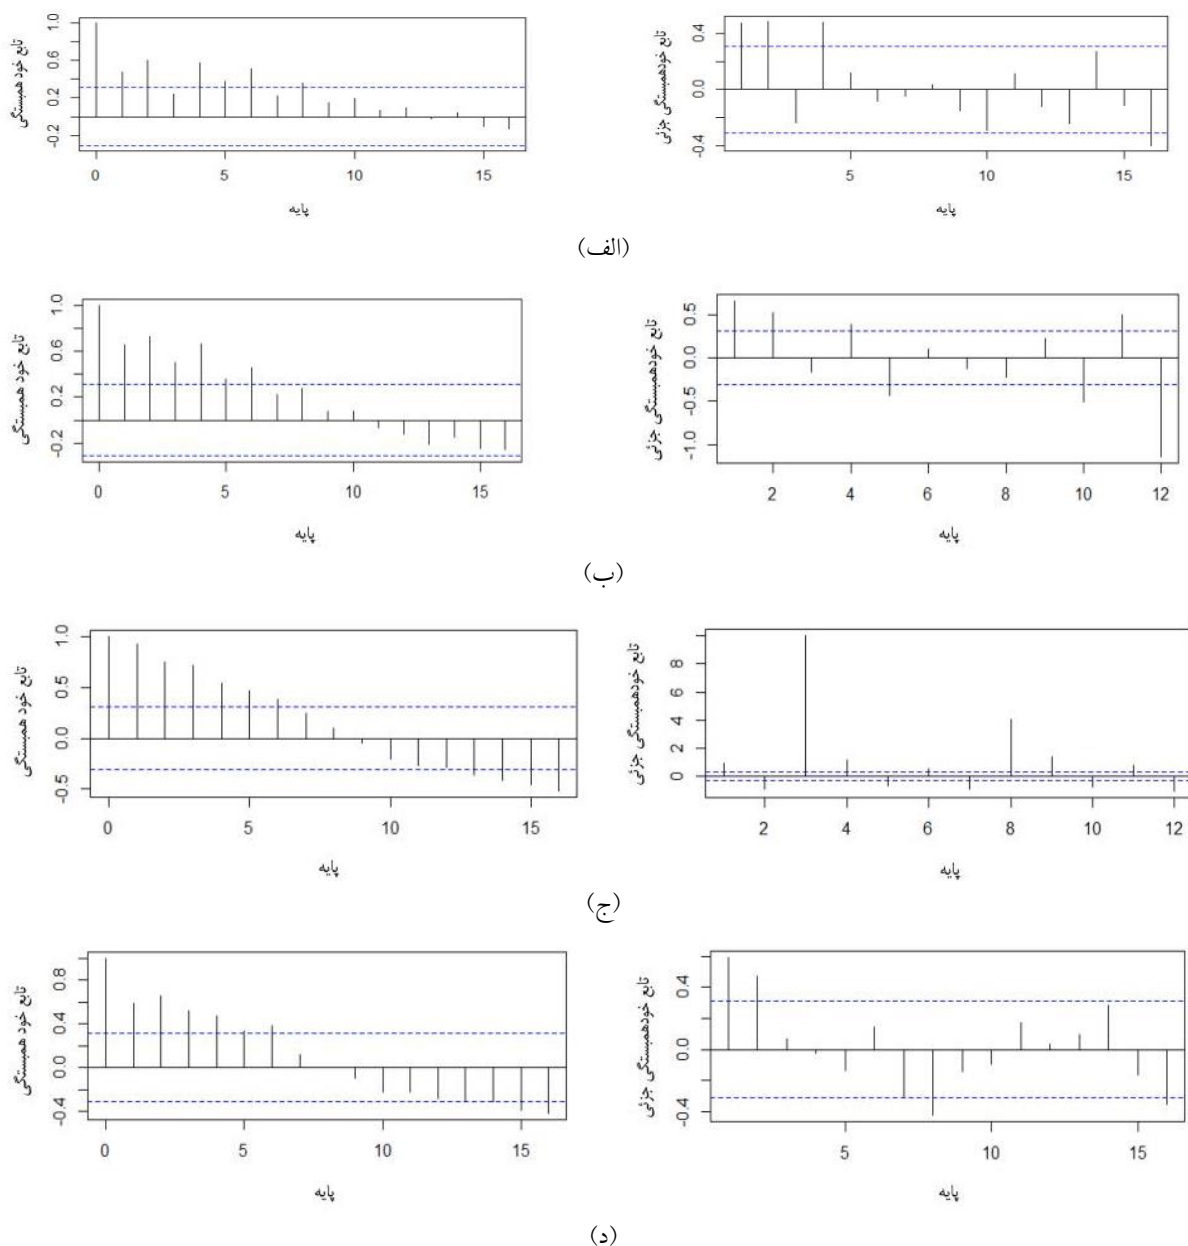 تابع خود همبستگی
1.0
0.6
0.2
-0.2
0 5 10 15
پایه
تابع خودهمبستگی جزئی
0.4
0.0
-0.4
5 10 15
پایه
(الف)
تابع خود همبستگی
1.0
0.6
0.2
-0.2
0 5 10 15
پایه
تابع خودهمبستگی جزئی
0.5
0.0
-0.5
-1.0
2 4 6 8 10 12
پایه
(ب)
تابع خود همبستگی
1.0
0.5
0.0
-0.5
0 5 10 15
پایه
تابع خودهمبستگی جزئی
8
6
4
2
0
2 4 6 8 10 12
پایه
(ج)
تابع خود همبستگی
0.8
0.4
0.0
-0.4
0 5 10 15
پایه
تابع خودهمبستگی جزئی
0.4
0.0
-0.4
5 10 15
پایه
(د)